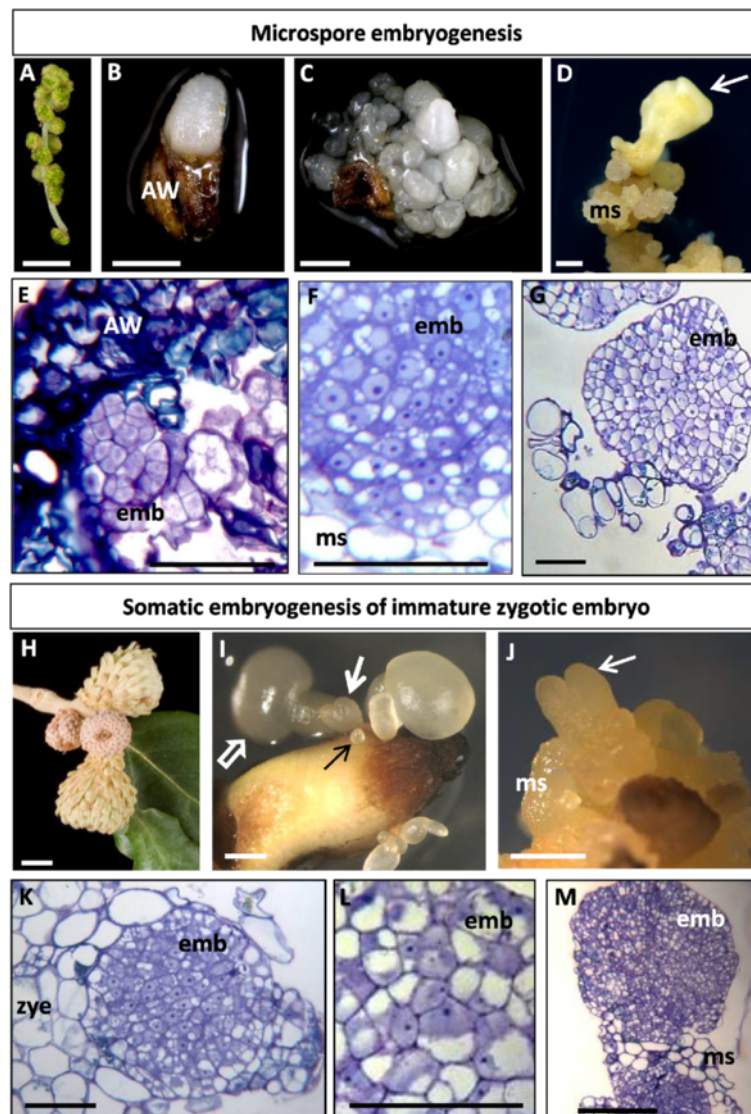 Microspore embryogenesis
A
B
C
D
AW
ms
E
F
G
AW
emb
emb
emb
ms
Somatic embryogenesis of immature zygotic embryo
H
I
J
ms
K
L
M
emb
emb
emb
zye
ms